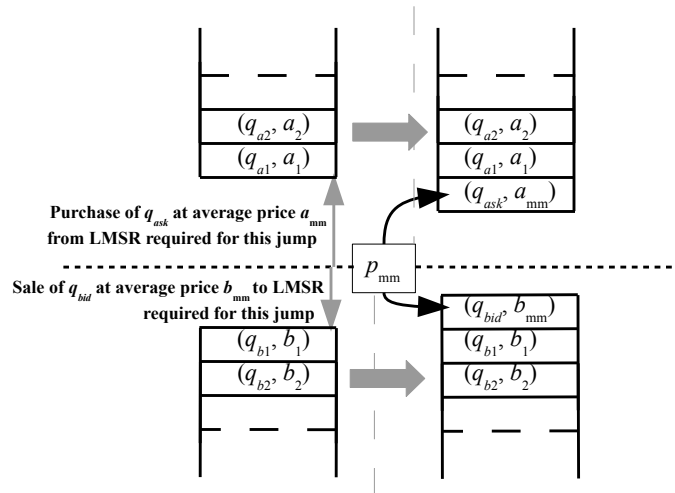 (q_a2, a_2)
(q_a1, a_1)
(q_a2, a_2)
(q_a1, a_1)
(q_ask, a_mm)
Purchase of q_ask at average price a_mm
from LMSR required for this jump
p_mm
Sale of q_bid at average price b_mm to LMSR
required for this jump
(q_b1, b_1)
(q_b2, b_2)
(q_bid, b_mm)
(q_b1, b_1)
(q_b2, b_2)